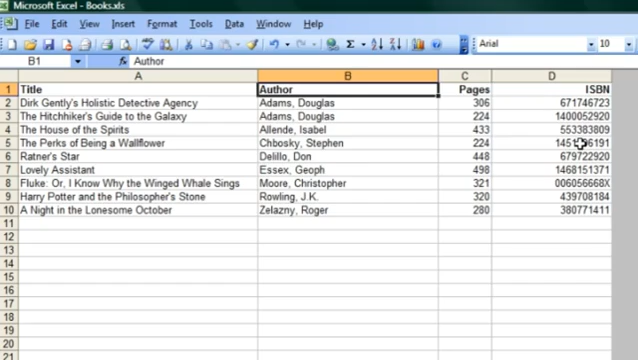 Microsoft Excel - Books.xls
File Edit View Insert Format Tools Data Window Help
Arial 10
B1 fx Author
A B C D
1 Title Author Pages ISBN
2 Dirk Gently's Holistic Detective Agency Adams, Douglas 306 671746723
3 The Hitchhiker's Guide to the Galaxy Adams, Douglas 224 1400052920
4 The House of the Spirits Allende, Isabel 433 553383809
5 The Perks of Being a Wallflower Chbosky, Stephen 224
6 Ratner's Star Delillo, Don 448 679722920
7 Lovely Assistant Essex, Geoph 498 1468151371
8 Fluke: Or, I Know Why the Winged Whale Sings Moore, Christopher 321 006056668X
9 Harry Potter and the Philosopher's Stone Rowling, J.K. 320 439708184
10 A Night in the Lonesome October Zelazny, Roger 280 380771411
11
12
13
14
15
16
17
18
19
20
21